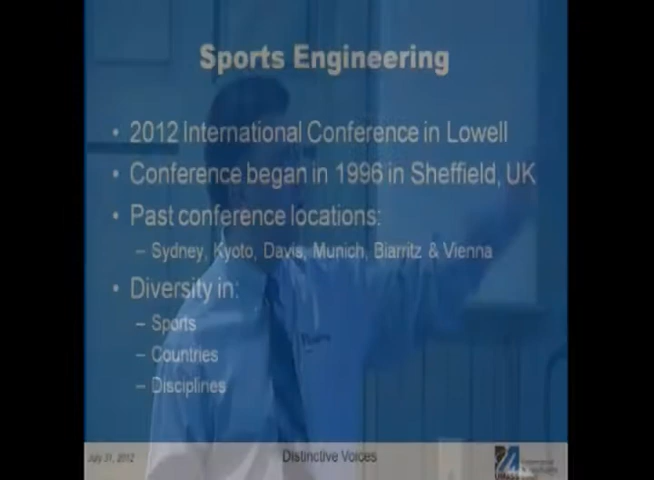 Sports Engineering
• 2012 International Conference in Lowell
• Conference began in 1996 in Sheffield, UK
• Past conference locations:
– Sydney, Kyoto, Davis, Munich, Biarritz & Vienna
• Diversity in:
– Sports
– Countries
– Disciplines
July 31, 2012
Distinctive Voices